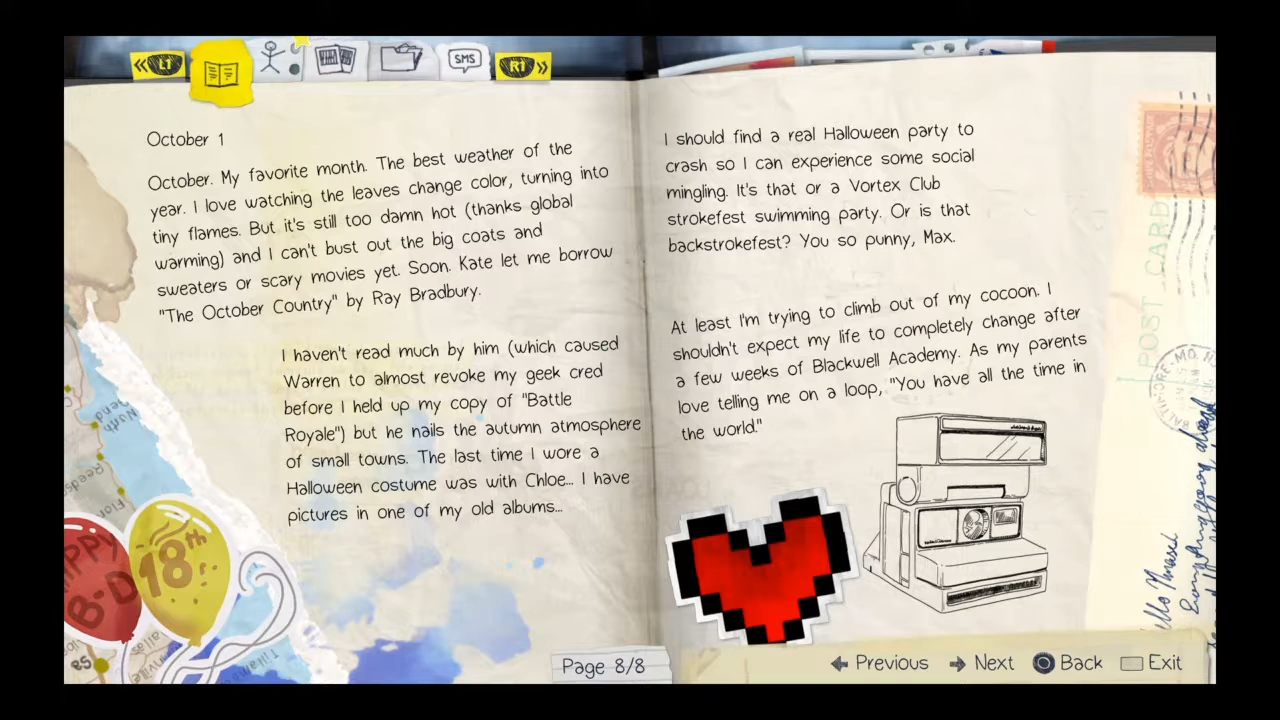 LT
SMS
R1
October 1
October. My favorite month. The best weather of the
year. I love watching the leaves change color, turning into
tiny flames. But it's still too damn hot (thanks global
warming) and I can't bust out the big coats and
sweaters or scary movies yet. Soon. Kate let me borrow
"The October Country" by Ray Bradbury.
I haven't read much by him (which caused
Warren to almost revoke my geek cred
before I held up my copy of "Battle
Royale") but he nails the autumn atmosphere
of small towns. The last time I wore a
Halloween costume was with Chloe... I have
pictures in one of my old albums...
HAPPY
B-D
18th
I should find a real Halloween party to
crash so I can experience some social
mingling. It's that or a Vortex Club
strokefest swimming party. Or is that
backstrokefest? You so punny, Max.
At least I'm trying to climb out of my cocoon. I
shouldn't expect my life to completely change after
a few weeks of Blackwell Academy. As my parents
love telling me on a loop, "You have all the time in
the world."
POST CARD
Page 8/8
Previous
Next
Back
Exit